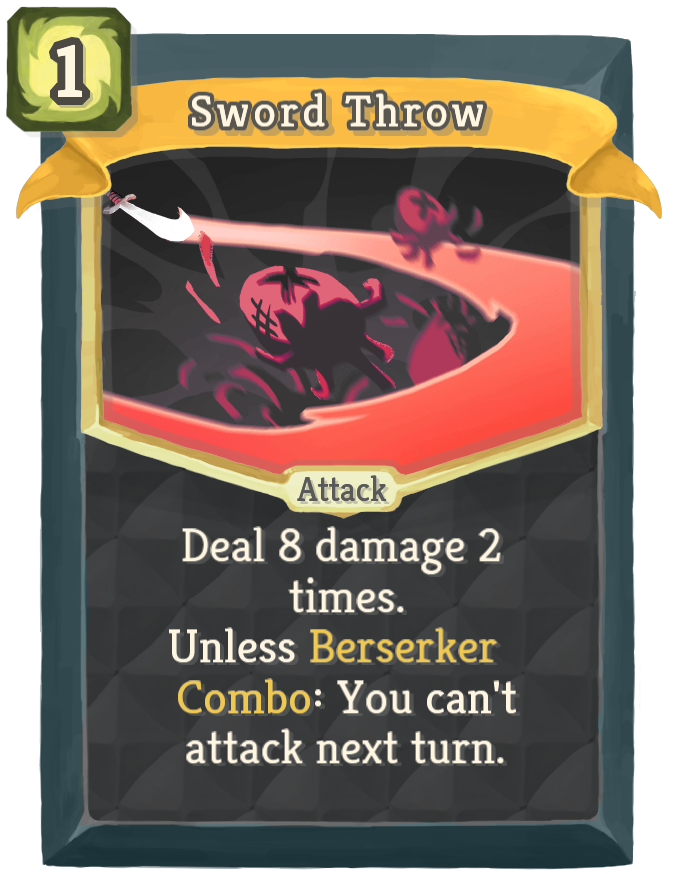 1
Sword Throw
Attack
Deal 8 damage 2
times.
Unless Berserker
Combo: You can't
attack next turn.